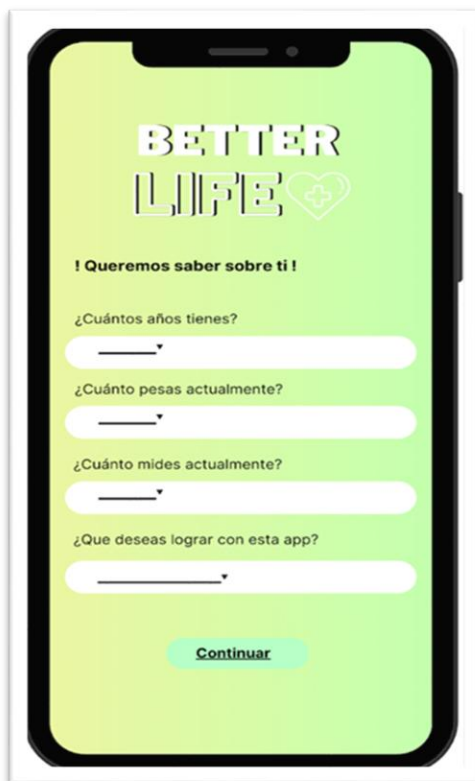 BETTER
LIFE
! Queremos saber sobre ti !
¿Cuántos años tienes?
¿Cuánto pesas actualmente?
¿Cuánto mides actualmente?
¿Que deseas lograr con esta app?
Continuar